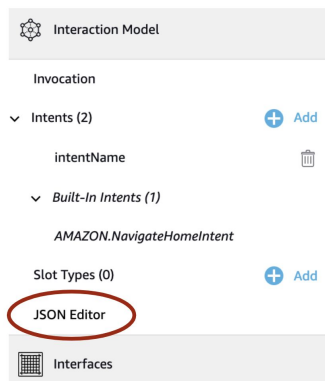 Interaction Model
Invocation
Intents (2) Add
intentName
Built-In Intents (1)
AMAZON.NavigateHomeIntent
Slot Types (0) Add
JSON Editor
Interfaces